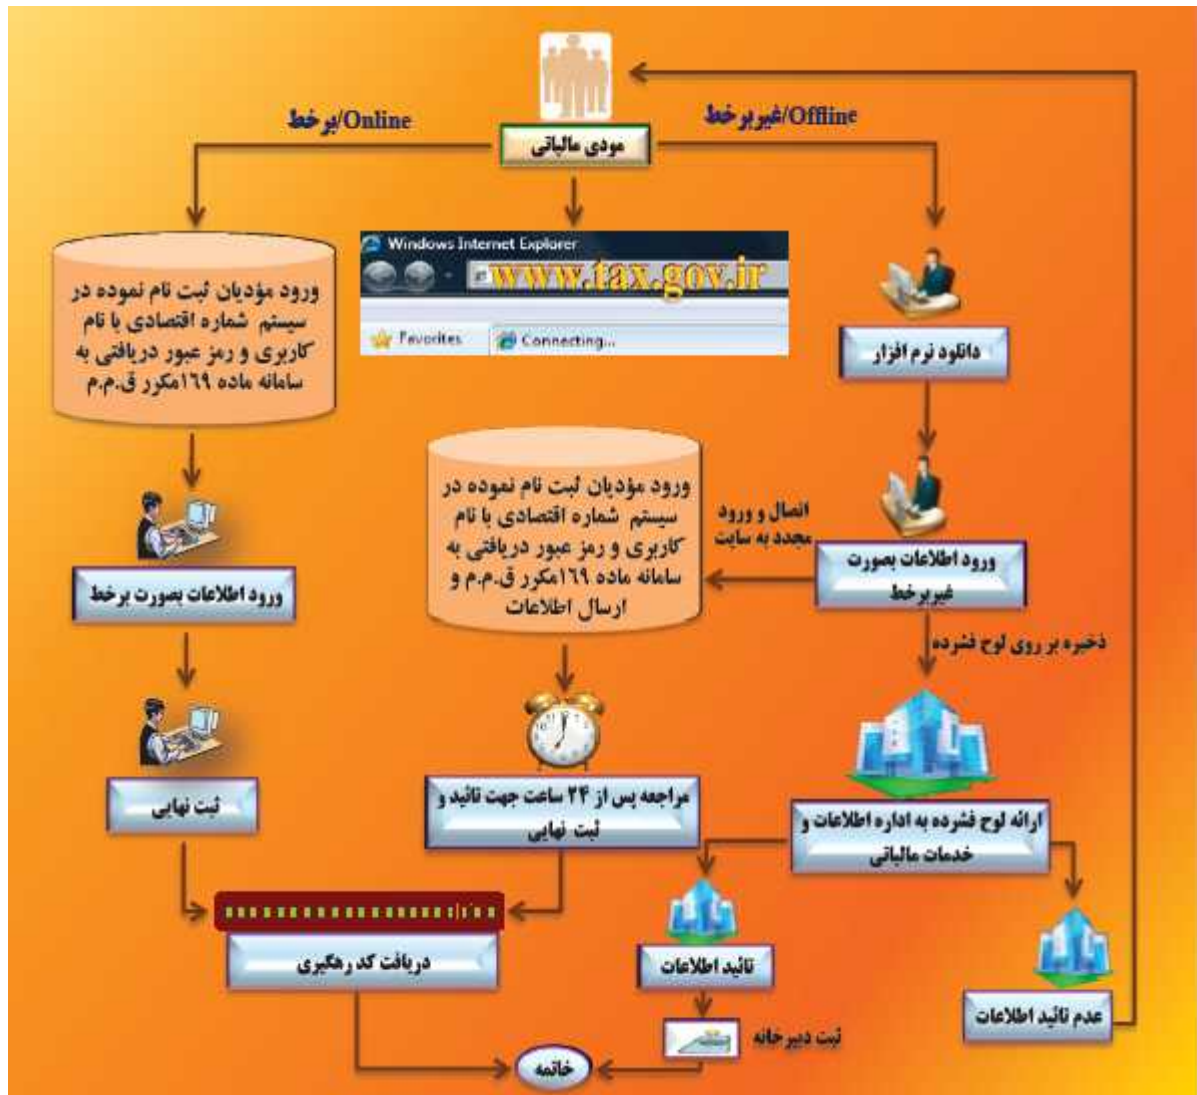 برخط/Online
غیربرخط/Offline
مودی مالیاتی
Windows Internet Explorer
www.tax.gov.ir
Favorites
Connecting...
ورود مؤدیان ثبت نام نموده در
سیستم شماره اقتصادی با نام
کاربری و رمز عبور دریافتی به
سامانه ماده ۱۶۹مکرر ق.م.م
دانلود نرم افزار
ورود مؤدیان ثبت نام نموده در
سیستم شماره اقتصادی با نام
کاربری و رمز عبور دریافتی به
سامانه ماده ۱۶۹مکرر ق.م.م و
ارسال اطلاعات
اتصال و ورود
مجدد به سایت
ورود اطلاعات بصورت
غیربرخط
ورود اطلاعات بصورت برخط
ذخیره بر روی لوح فشرده
ثبت نهایی
مراجعه پس از ۲۴ ساعت جهت تائید و
ثبت نهایی
ارائه لوح فشرده به اداره اطلاعات و
خدمات مالیاتی
دریافت کد رهگیری
تائید اطلاعات
عدم تائید اطلاعات
ثبت دبیرخانه
خاتمه